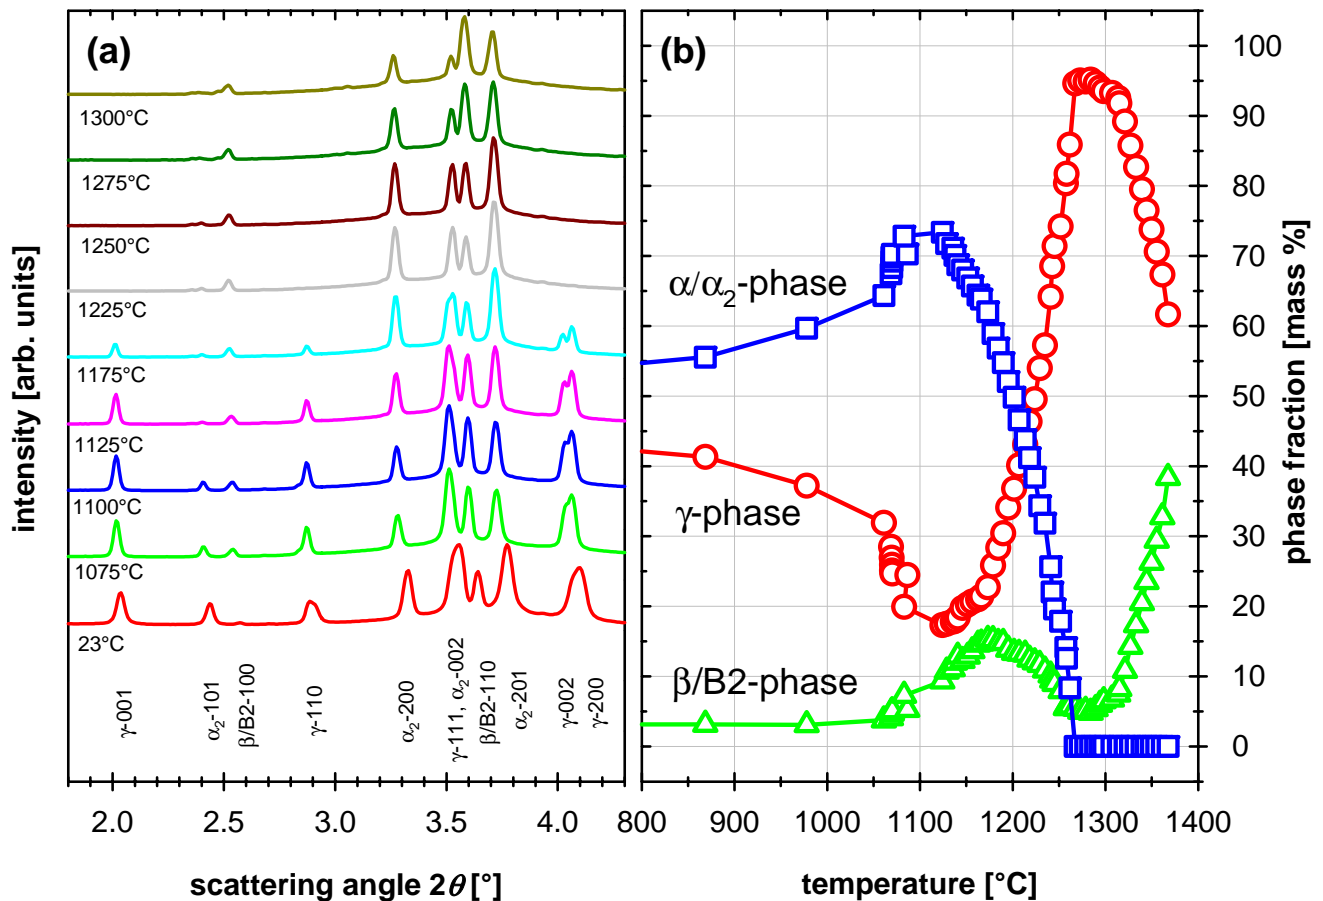 (a)
1300°C
1275°C
1250°C
1225°C
1175°C
1125°C
1100°C
1075°C
23°C
γ-001
α2-101
β/B2-100
γ-110
α2-200
γ-111, α2-002
β/B2-110
α2-201
γ-002
γ-200
intensity [arb. units]
2.0 2.5 3.0 3.5 4.0
scattering angle 2θ [°]
(b)
α/α2-phase
γ-phase
β/B2-phase
100
90
80
70
60
50
40
30
20
10
0
phase fraction [mass %]
800 900 1000 1100 1200 1300 1400
temperature [°C]